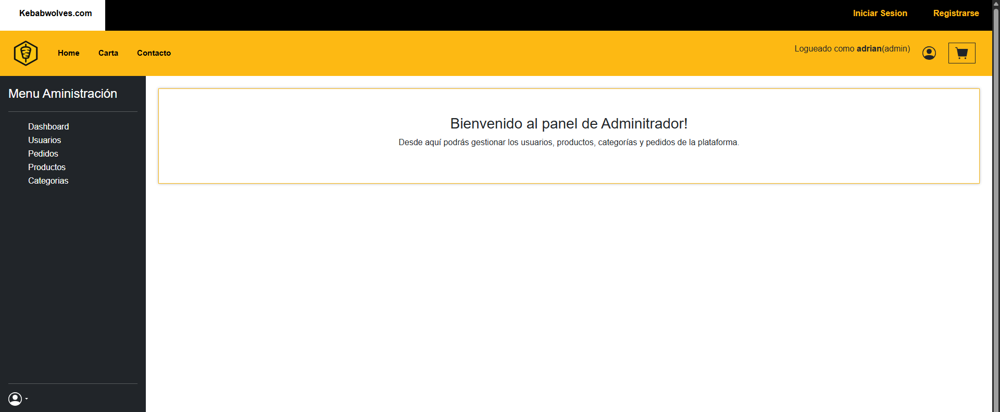 Kebabwolves.com
Iniciar Sesion
Registrarse
Home
Carta
Contacto
Logueado como adrian(admin)
Menu Aministración
Dashboard
Usuarios
Pedidos
Productos
Categorias
Bienvenido al panel de Adminitrador!
Desde aquí podrás gestionar los usuarios, productos, categorías y pedidos de la plataforma.